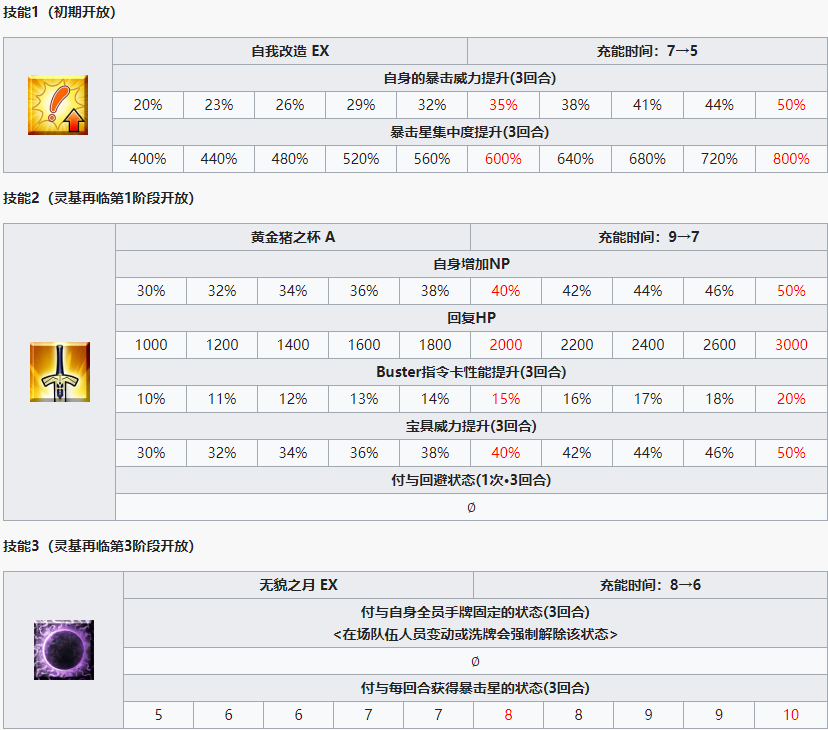 技能1（初期开放）
自我改造 EX 充能时间：7→5
自身的暴击威力提升(3回合)
20% 23% 26% 29% 32% 35% 38% 41% 44% 50%
暴击星集中度提升(3回合)
400% 440% 480% 520% 560% 600% 640% 680% 720% 800%
技能2（灵基再临第1阶段开放）
黄金猪之杯 A 充能时间：9→7
自身增加NP
30% 32% 34% 36% 38% 40% 42% 44% 46% 50%
回复HP
1000 1200 1400 1600 1800 2000 2200 2400 2600 3000
Buster指令卡性能提升(3回合)
10% 11% 12% 13% 14% 15% 16% 17% 18% 20%
宝具威力提升(3回合)
30% 32% 34% 36% 38% 40% 42% 44% 46% 50%
付与回避状态(1次•3回合)
∅
技能3（灵基再临第3阶段开放）
无貌之月 EX 充能时间：8→6
付与自身全员手牌固定的状态(3回合)
<在场队伍人员变动或洗牌会强制解除该状态>
∅
付与每回合获得暴击星的状态(3回合)
5 6 6 7 7 8 8 9 9 10